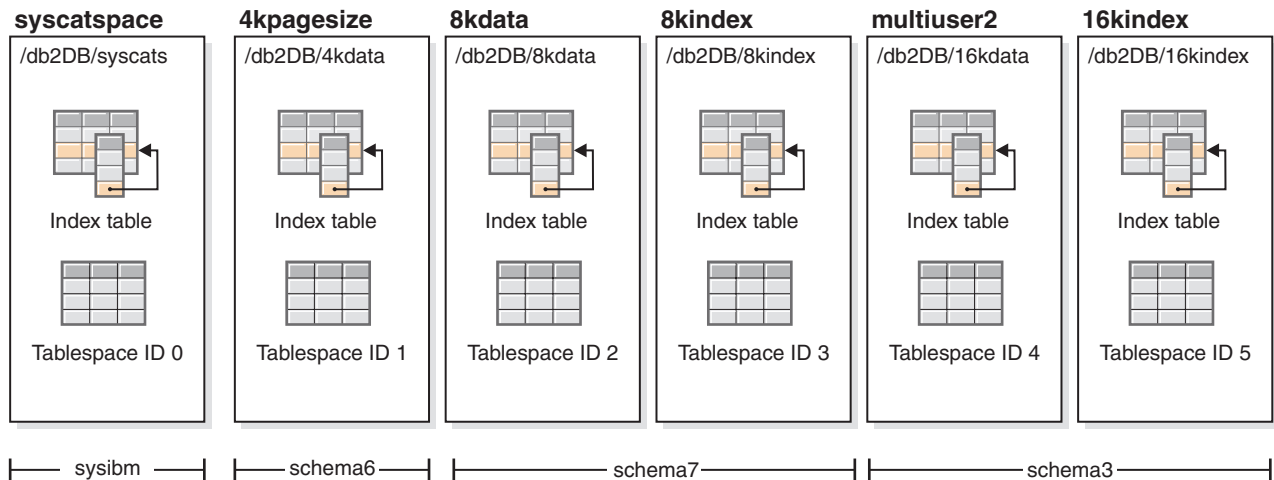 syscatspace
4kpagesize
8kdata
8kindex
multiuser2
16kindex
/db2DB/syscats
/db2DB/4kdata
/db2DB/8kdata
/db2DB/8kindex
/db2DB/16kdata
/db2DB/16kindex
Index table
Index table
Index table
Index table
Index table
Index table
Tablespace ID 0
Tablespace ID 1
Tablespace ID 2
Tablespace ID 3
Tablespace ID 4
Tablespace ID 5
sysibm
schema6
schema7
schema3